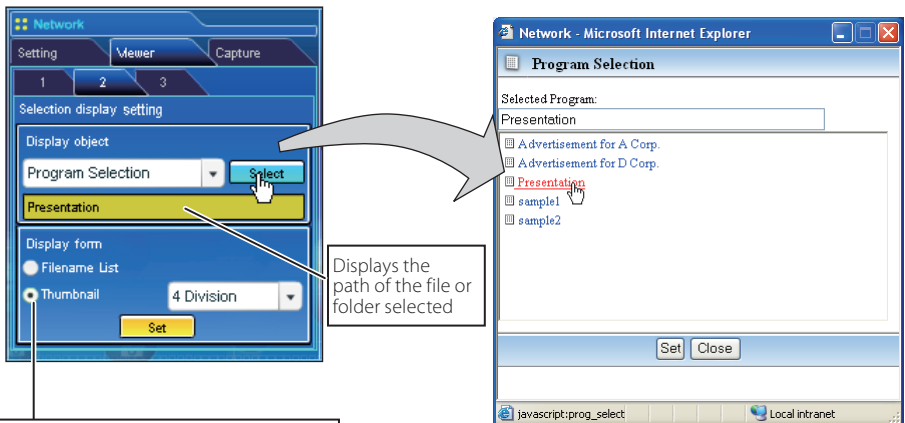 Network
Setting
Viewer
Capture
1
2
3
Selection display setting
Display object
Program Selection
Select
Presentation
Display form
Filename List
Thumbnail
4 Division
Set
Displays the
path of the file or
folder selected
Network - Microsoft Internet Explorer
Program Selection
Selected Program:
Presentation
Advertisement for A Corp.
Advertisement for D Corp.
Presentation
sample1
sample2
Set
Close
javascript:prog_select
Local intranet